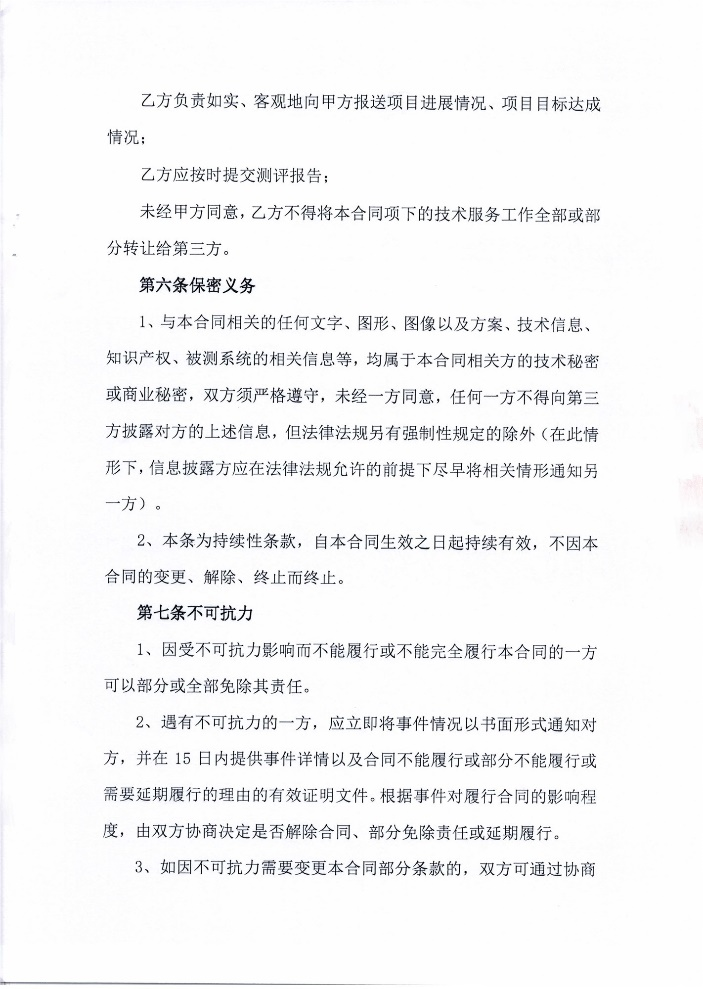 乙方负责如实、客观地向甲方报送项目进展情况、项目目标达成
情况；
乙方应按时提交测评报告；
未经甲方同意，乙方不得将本合同项下的技术服务工作全部或部
分转让给第三方。
第六条保密义务
1、与本合同相关的任何文字、图形、图像以及方案、技术信息、
知识产权、被测系统的相关信息等，均属于本合同相关方的技术秘密
或商业秘密，双方须严格遵守，未经一方同意，任何一方不得向第三
方披露对方的上述信息，但法律法规另有强制性规定的除外（在此情
形下，信息披露方应在法律法规允许的前提下尽早将相关情形通知另
一方）。
2、本条为持续性条款，自本合同生效之日起持续有效，不因本
合同的变更、解除、终止而终止。
第七条不可抗力
1、因受不可抗力影响而不能履行或不能完全履行本合同的一方
可以部分或全部免除其责任。
2、遇有不可抗力的一方，应立即将事件情况以书面形式通知对
方，并在 15 日内提供事件详情以及合同不能履行或部分不能履行或
需要延期履行的理由的有效证明文件。根据事件对履行合同的影响程
度，由双方协商决定是否解除合同、部分免除责任或延期履行。
3、如因不可抗力需要变更本合同部分条款的，双方可通过协商